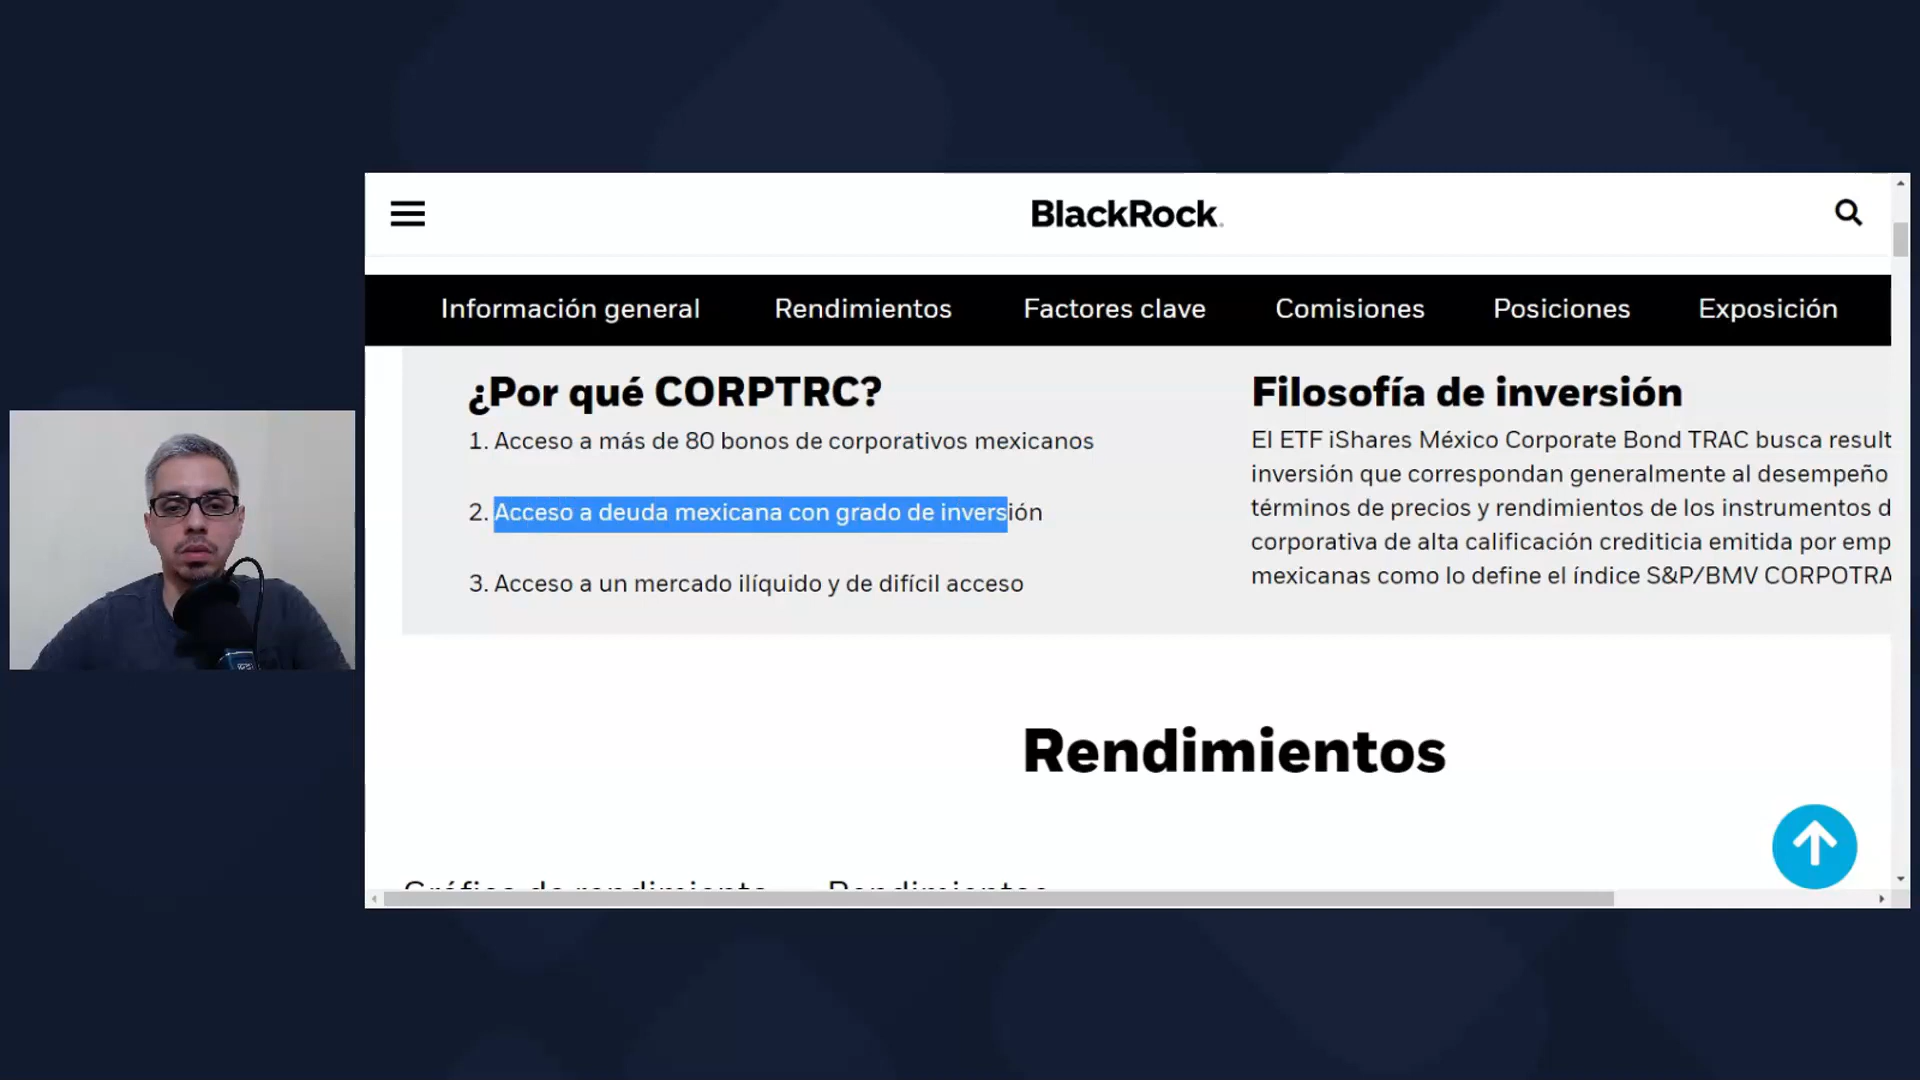 BlackRock.
Información general Rendimientos Factores clave Comisiones Posiciones Exposición
¿Por qué CORPTRC?
1. Acceso a más de 80 bonos de corporativos mexicanos
2. Acceso a deuda mexicana con grado de inversión
3. Acceso a un mercado ilíquido y de difícil acceso
Filosofía de inversión
El ETF iShares México Corporate Bond TRAC busca result
inversión que correspondan generalmente al desempeño
términos de precios y rendimientos de los instrumentos d
corporativa de alta calificación crediticia emitida por emp
mexicanas como lo define el índice S&P/BMV CORPOTRA
Rendimientos
Gráfico de rendimiento Rendimientos